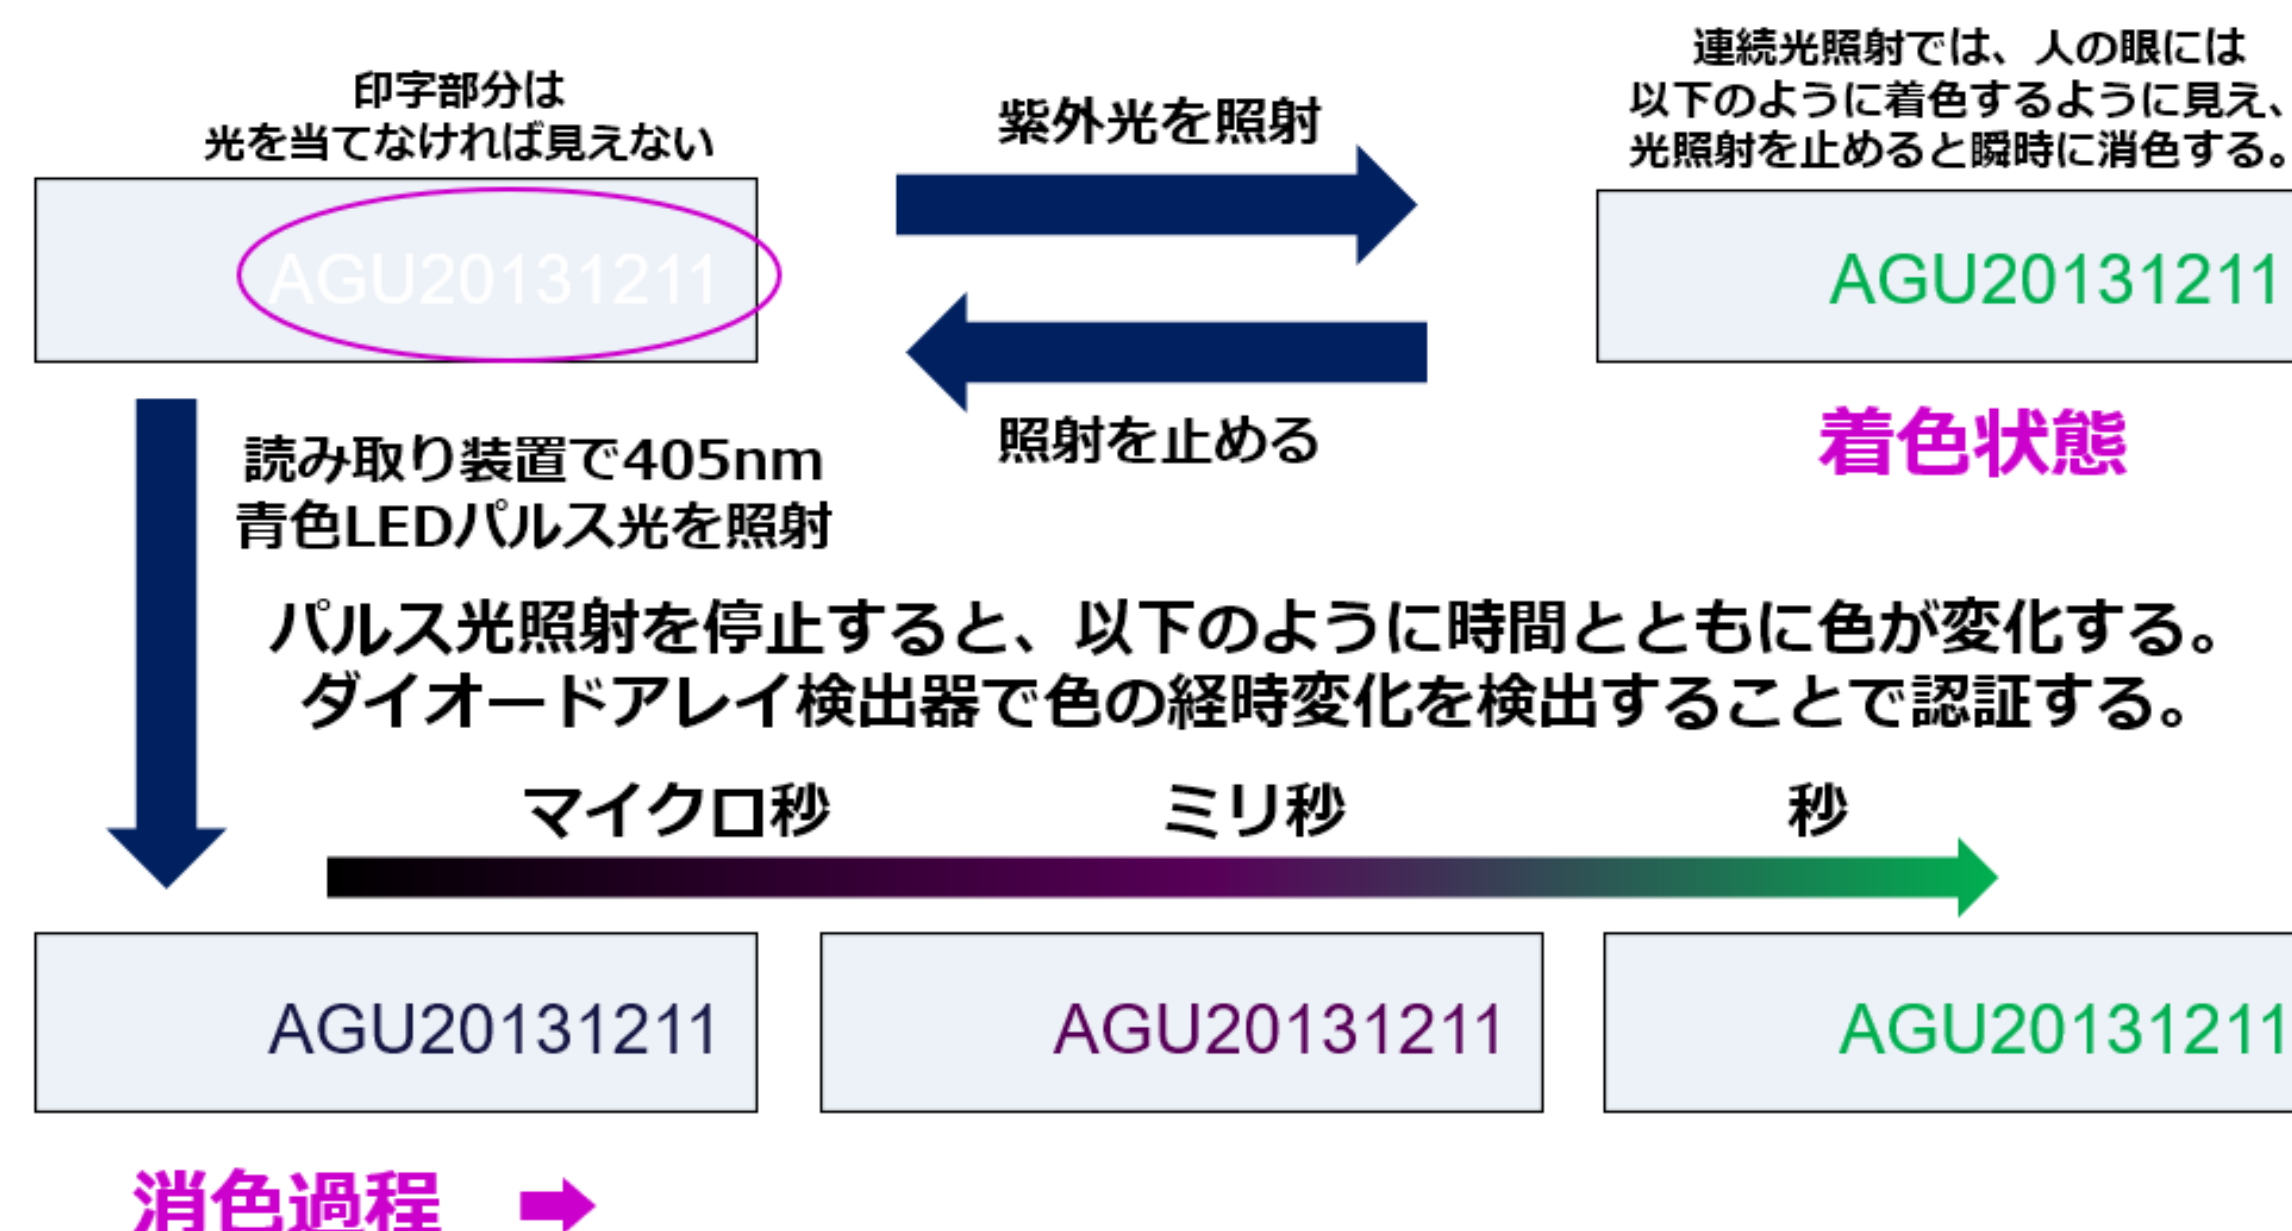 印字部分は
光を当てなければ見えない
AGU20131211
紫外光を照射
照射を止める
連続光照射では、人の眼には
以下のように着色するように見え、
光照射を止めると瞬時に消色する。
AGU20131211
着色状態
読み取り装置で405nm
青色LEDパルス光を照射
パルス光照射を停止すると、以下のように時間とともに色が変化する。
ダイオードアレイ検出器で色の経時変化を検出することで認証する。
マイクロ秒
ミリ秒
秒
AGU20131211
AGU20131211
AGU20131211
消色過程